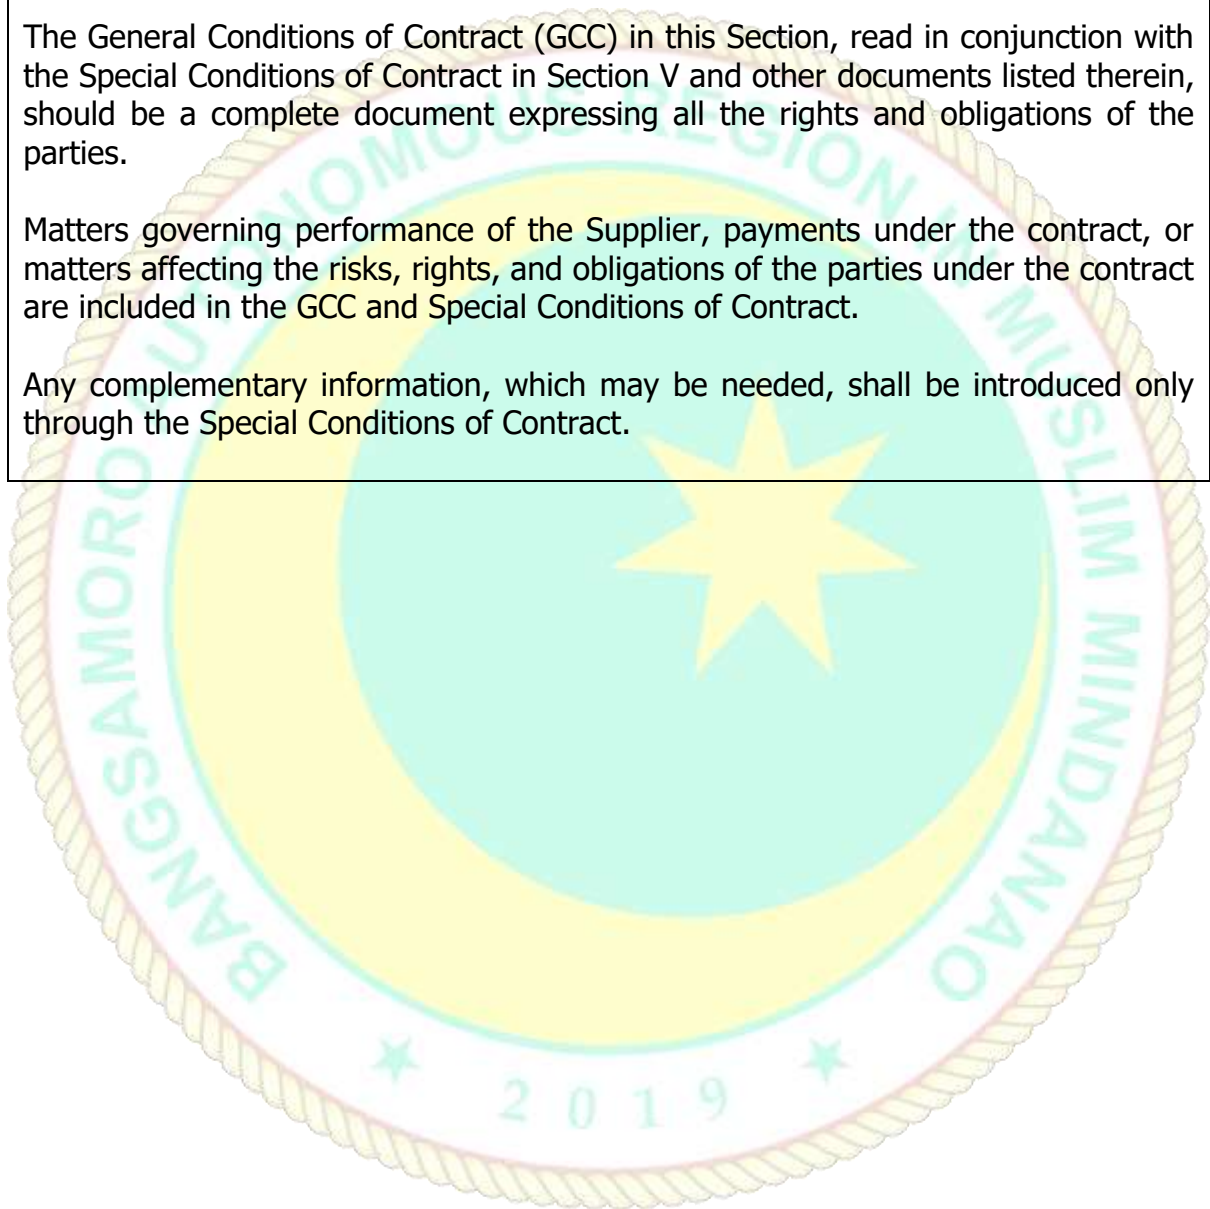 The General Conditions of Contract (GCC) in this Section, read in conjunction with
the Special Conditions of Contract in Section V and other documents listed therein,
should be a complete document expressing all the rights and obligations of the
parties.
Matters governing performance of the Supplier, payments under the contract, or
matters affecting the risks, rights, and obligations of the parties under the contract
are included in the GCC and Special Conditions of Contract.
Any complementary information, which may be needed, shall be introduced only
through the Special Conditions of Contract.
BANGSAMORO AUTONOMOUS REGION IN MUSLIM MINDANAO
2019